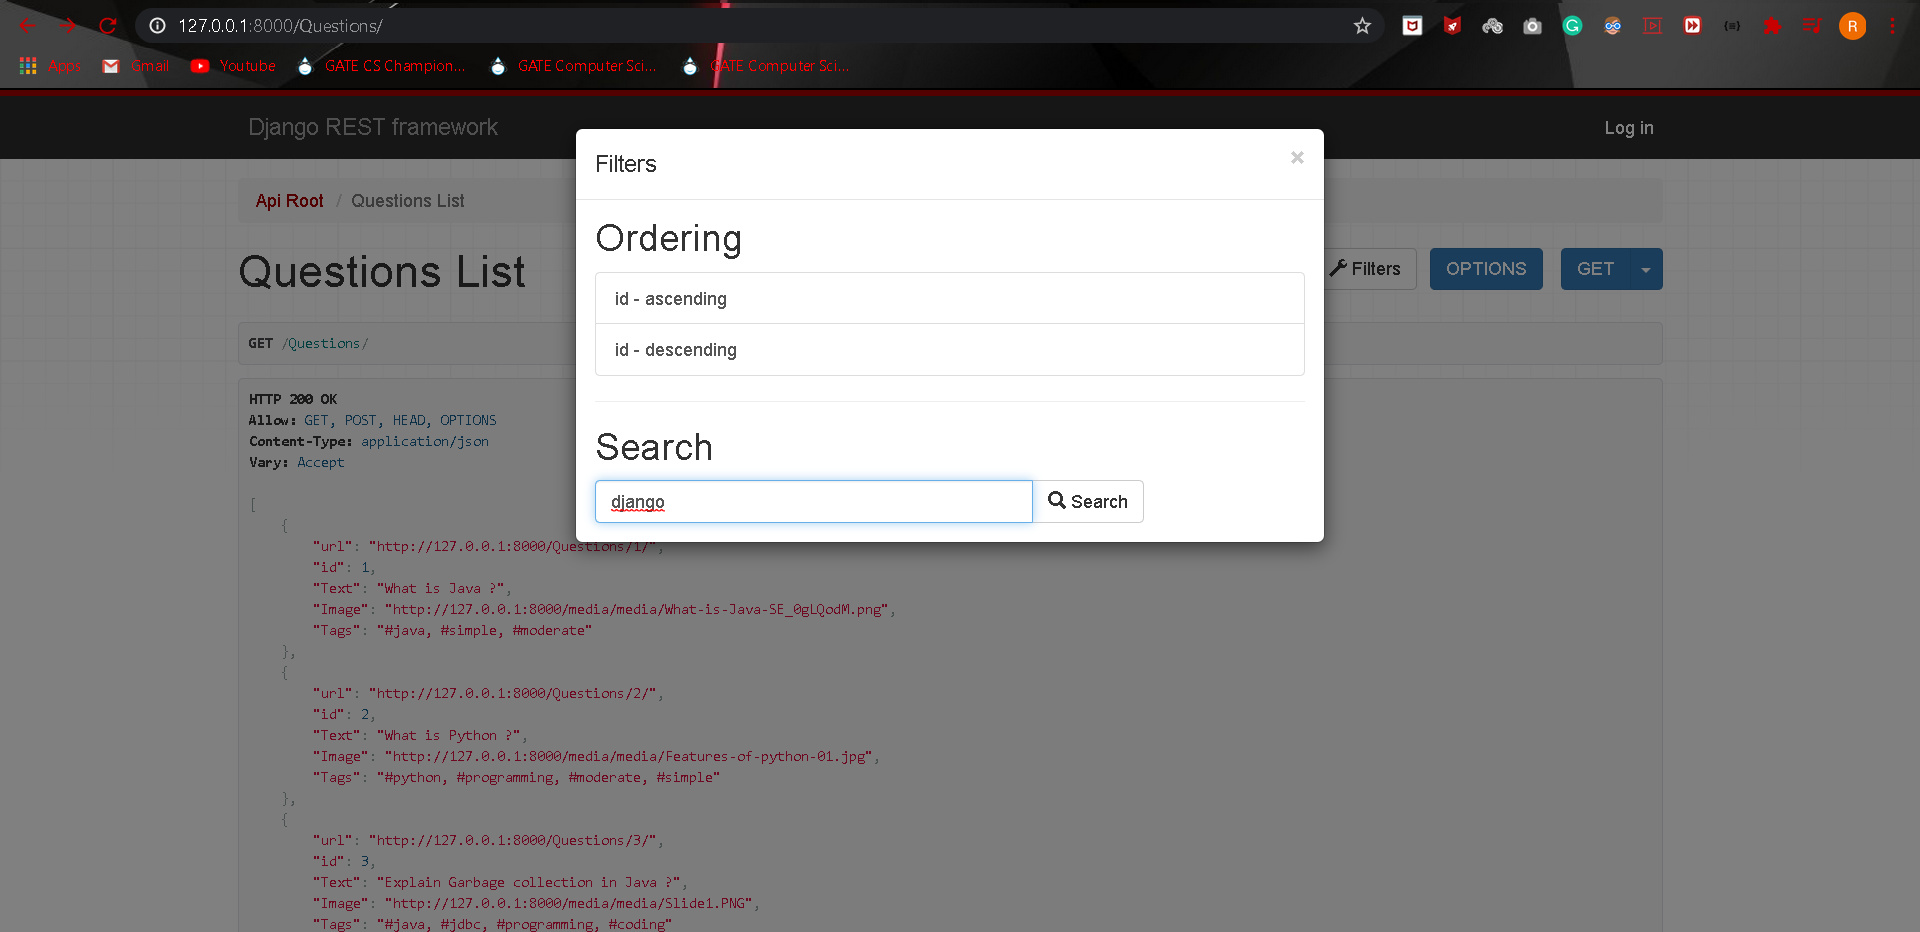 127.0.0.1:8000/Questions/
Apps Gmail Youtube GATE CS Champion... GATE Computer Sci... GATE Computer Sci...
R
Django REST framework
Log in
Filters
×
Api Root / Questions List
Ordering
Questions List
Filters
OPTIONS
GET
id - ascending
id - descending
GET /Questions/
HTTP 200 OK
Allow: GET, POST, HEAD, OPTIONS
Content-Type: application/json
Vary: Accept
Search
django
Search
[
{
"url": "http://127.0.0.1:8000/Questions/1/",
"id": 1,
"Text": "What is Java ?",
"Image": "http://127.0.0.1:8000/media/media/What-is-Java-SE_0gLQodM.png",
"Tags": "#java, #simple, #moderate"
},
{
"url": "http://127.0.0.1:8000/Questions/2/",
"id": 2,
"Text": "What is Python ?",
"Image": "http://127.0.0.1:8000/media/media/Features-of-python-01.jpg",
"Tags": "#python, #programming, #moderate, #simple"
},
{
"url": "http://127.0.0.1:8000/Questions/3/",
"id": 3,
"Text": "Explain Garbage collection in Java ?",
"Image": "http://127.0.0.1:8000/media/media/Slide1.PNG",
"Tags": "#java, #jdbc, #programming, #coding"